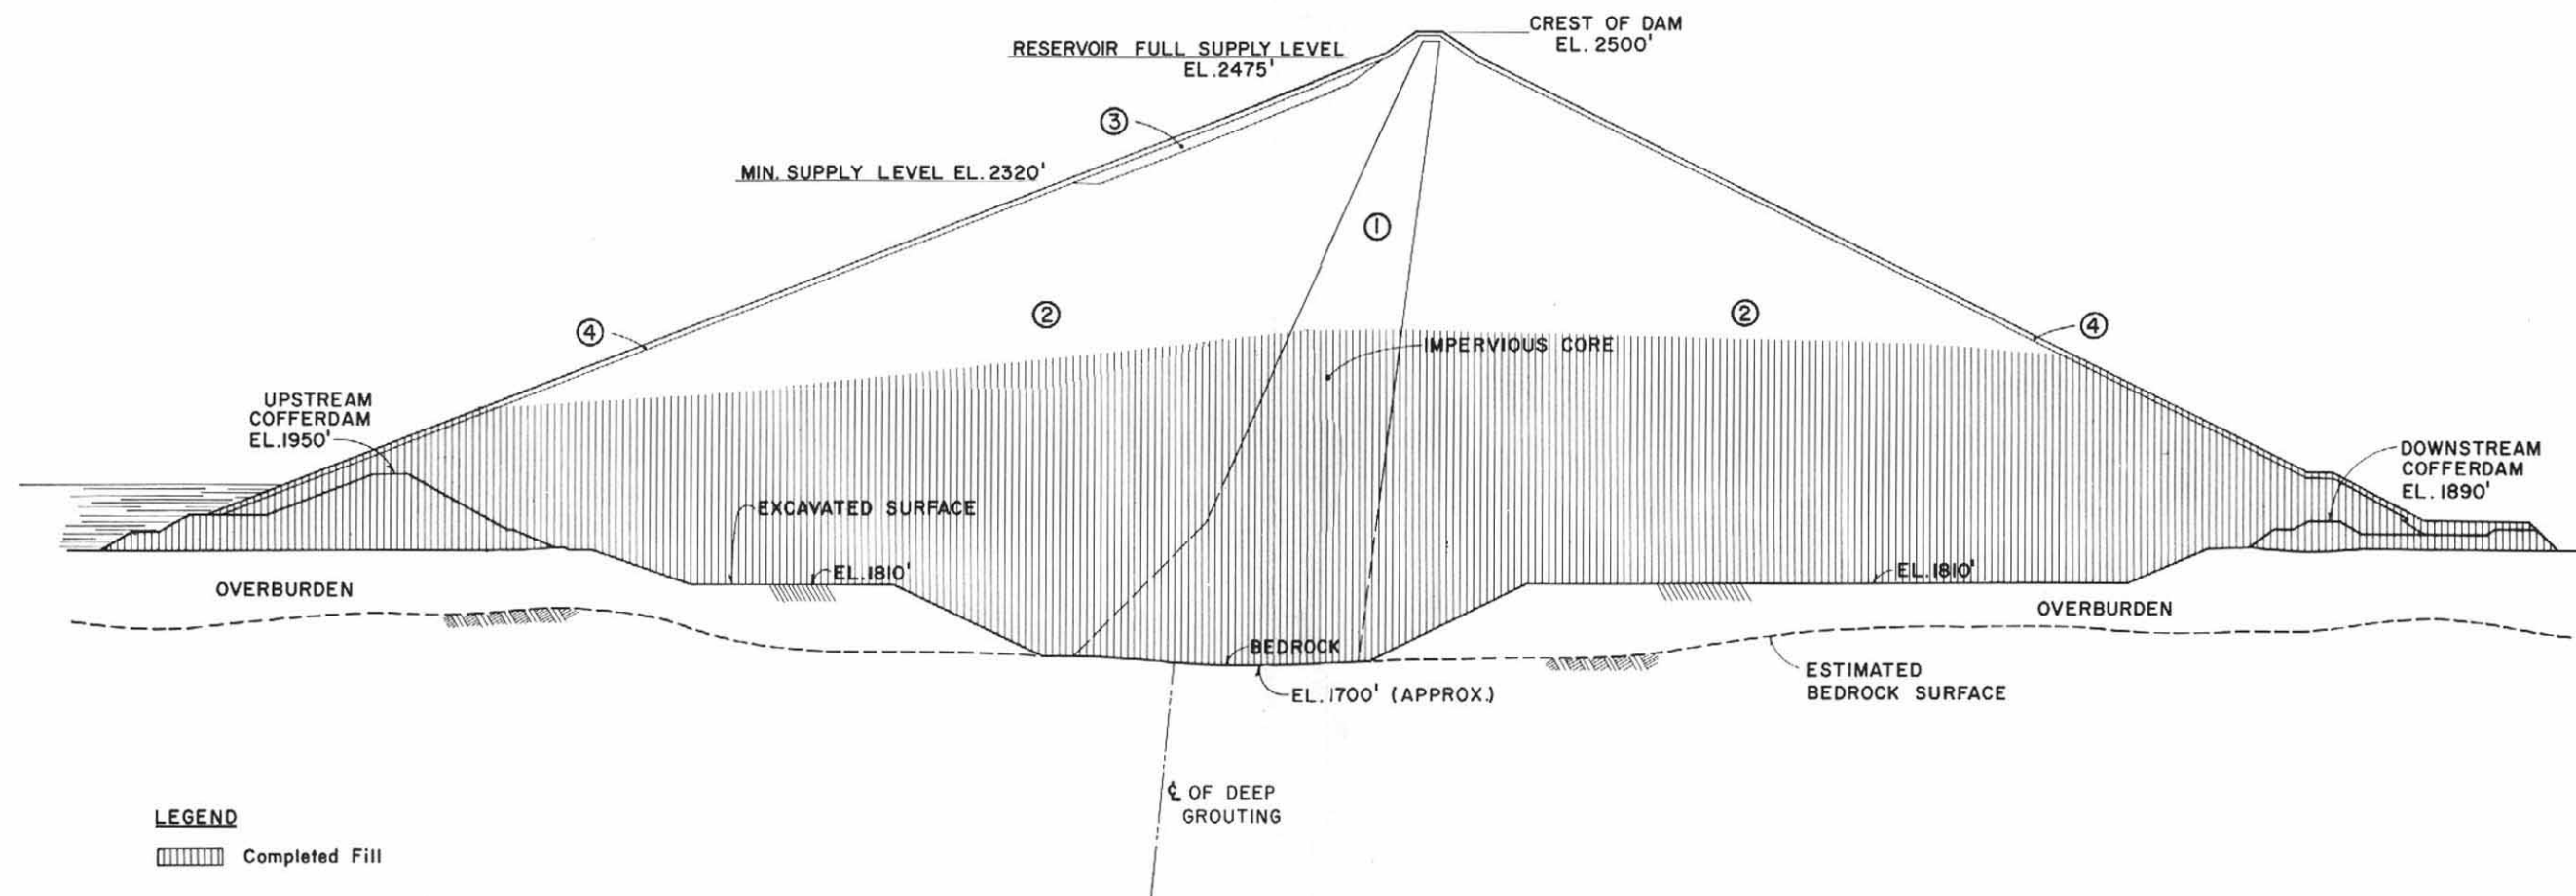 CREST OF DAM
EL. 2500'
RESERVOIR FULL SUPPLY LEVEL
EL.2475'
③
MIN. SUPPLY LEVEL EL. 2320'
①
②
②
④
④
IMPERVIOUS CORE
UPSTREAM
COFFERDAM
EL.1950'
DOWNSTREAM
COFFERDAM
EL. 1890'
EXCAVATED SURFACE
EL.1810'
EL.1810'
OVERBURDEN
OVERBURDEN
BEDROCK
EL. 1700' (APPROX.)
ESTIMATED
BEDROCK SURFACE
℄ OF DEEP
GROUTING
LEGEND
Completed Fill